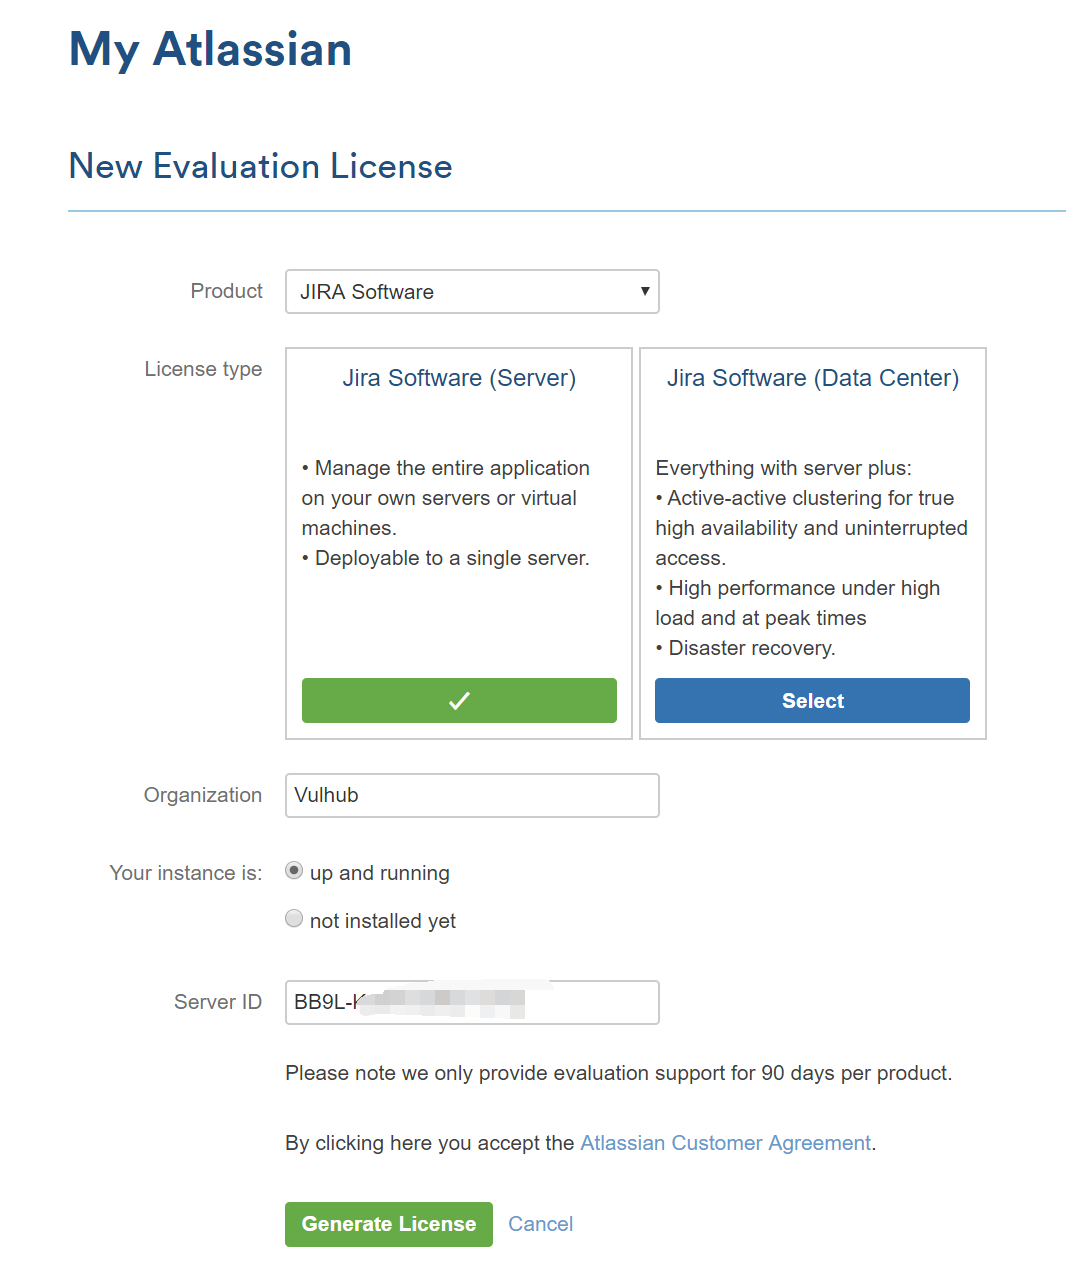 My Atlassian
New Evaluation License
Product
JIRA Software
License type
Jira Software (Server)
• Manage the entire application
on your own servers or virtual
machines.
• Deployable to a single server.
Jira Software (Data Center)
Everything with server plus:
• Active-active clustering for true
high availability and uninterrupted
access.
• High performance under high
load and at peak times
• Disaster recovery.
Select
Organization
Vulhub
Your instance is:
up and running
not installed yet
Server ID
BB9L-
Please note we only provide evaluation support for 90 days per product.
By clicking here you accept the Atlassian Customer Agreement.
Generate License
Cancel